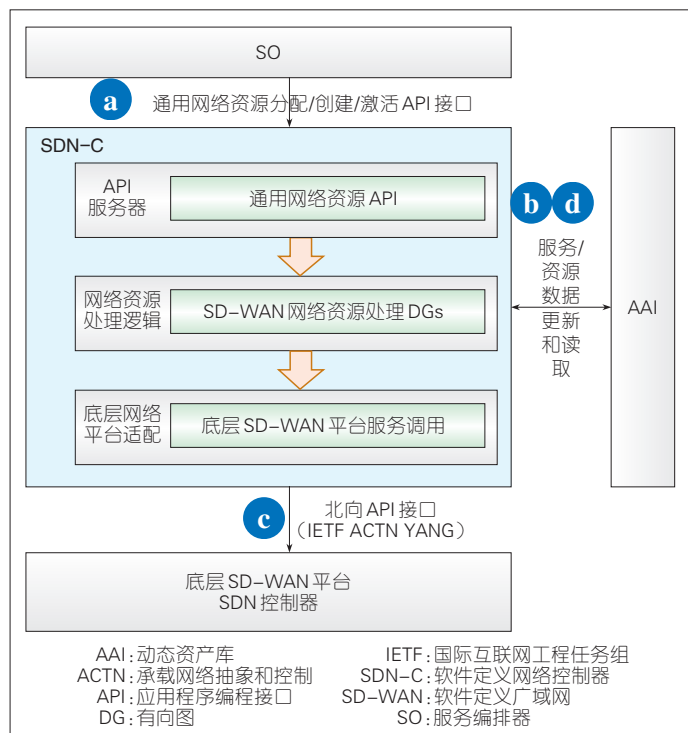 SO
a
通用网络资源分配/创建/激活 API 接口
SDN-C
API
服务器
通用网络资源 API
b d
服务/
资源
数据
更新
和读
取
AAI
网络资源
处理逻辑
SD-WAN 网络资源处理 DGs
底层网络
平台适配
底层 SD-WAN 平台服务调用
c
北向 API 接口
（IETF ACTN YANG）
底层 SD-WAN 平台
SDN 控制器
AAI：动态资产库
ACTN：承载网络抽象和控制
API：应用程序编程接口
DG：有向图
IETF：国际互联网工程任务组
SDN-C：软件定义网络控制器
SD-WAN：软件定义广域网
SO：服务编排器